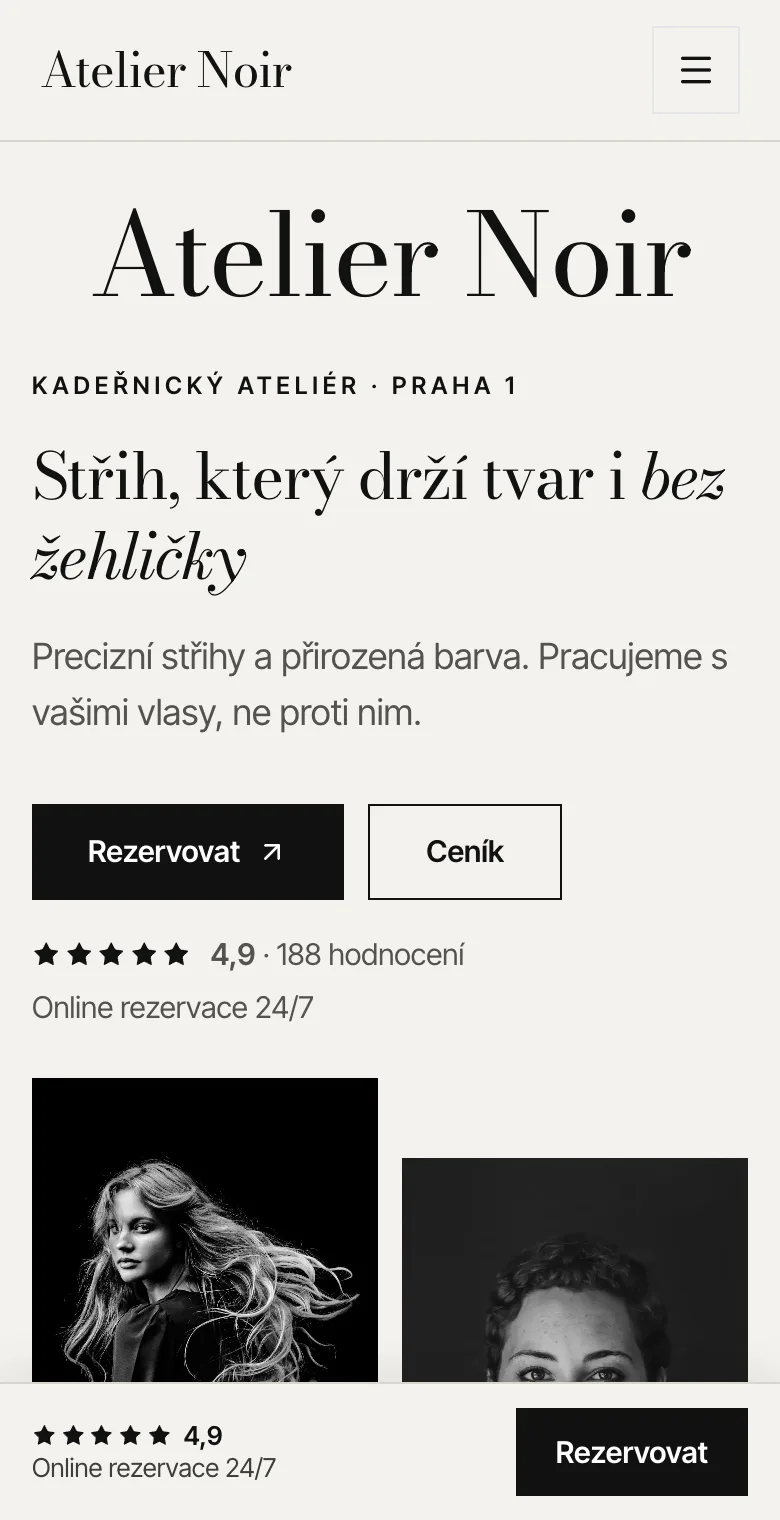 Atelier Noir
Atelier Noir
KADEŘNICKÝ ATELIÉR · PRAHA 1
Střih, který drží tvar i bez
žehličky
Precizní střihy a přirozená barva. Pracujeme s
vašimi vlasy, ne proti nim.
Rezervovat ↗ Ceník
★★★★★ 4,9 · 188 hodnocení
Online rezervace 24/7
★★★★★ 4,9
Online rezervace 24/7
Rezervovat